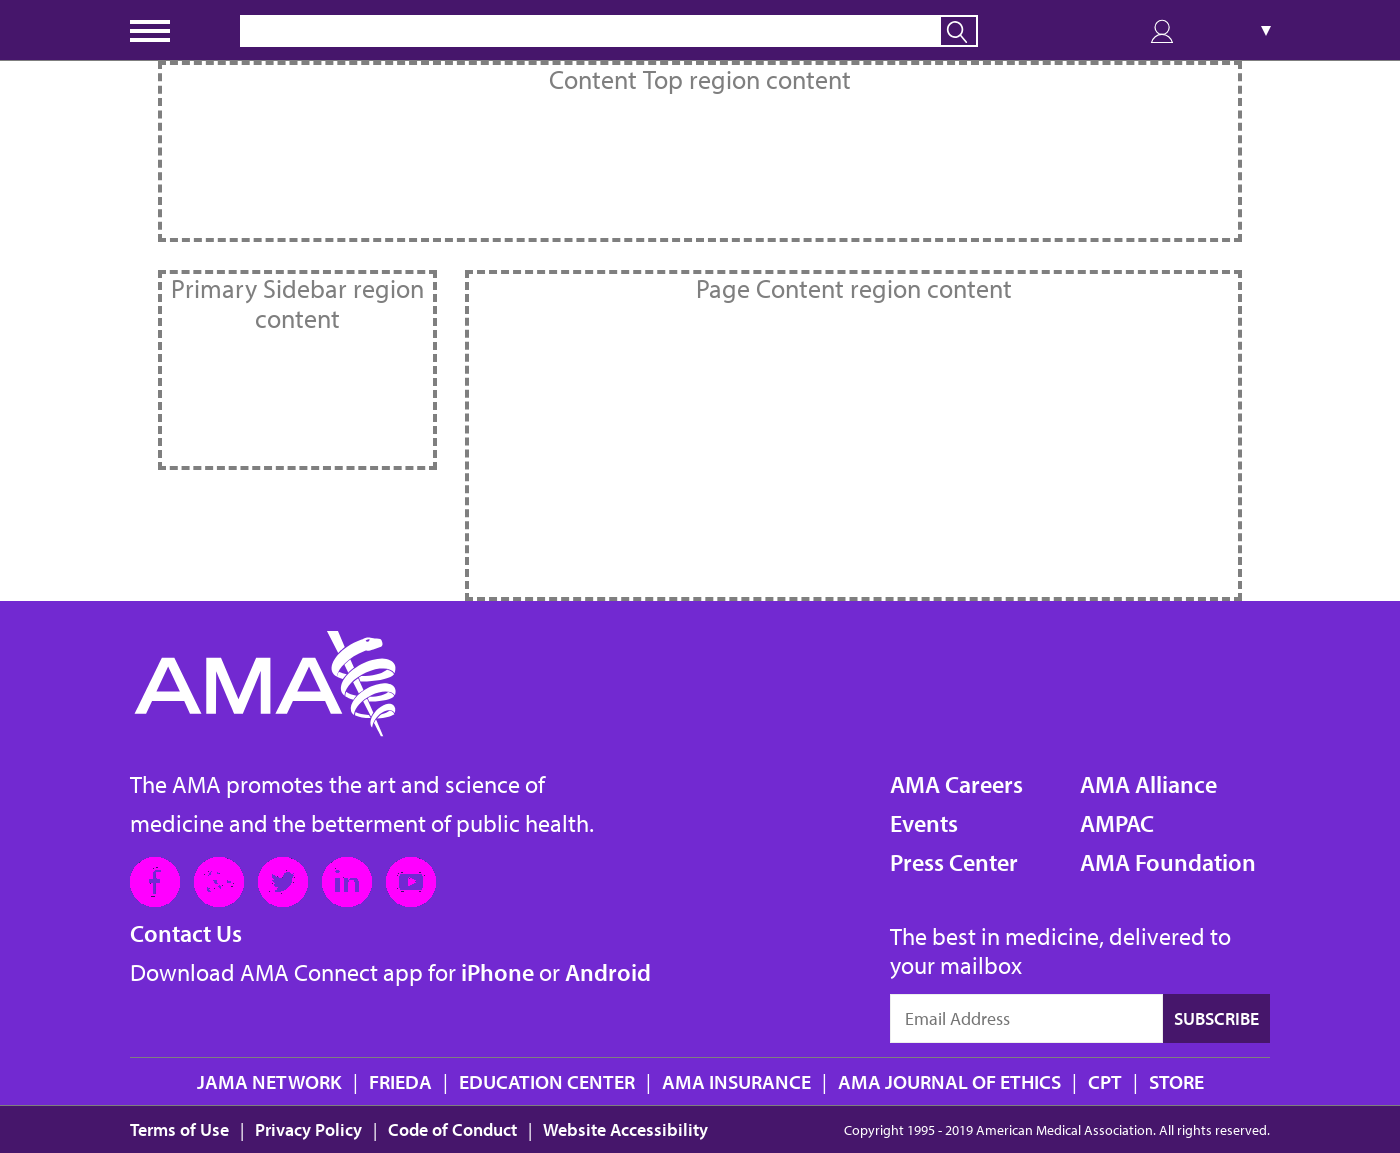 Content Top region content
Primary Sidebar region
content
Page Content region content
AMA
The AMA promotes the art and science of
medicine and the betterment of public health.
Contact Us
Download AMA Connect app for iPhone or Android
AMA Careers
Events
Press Center
AMA Alliance
AMPAC
AMA Foundation
The best in medicine, delivered to
your mailbox
Email Address
SUBSCRIBE
JAMA NETWORK | FRIEDA | EDUCATION CENTER | AMA INSURANCE | AMA JOURNAL OF ETHICS | CPT | STORE
Terms of Use | Privacy Policy | Code of Conduct | Website Accessibility
Copyright 1995 - 2019 American Medical Association. All rights reserved.